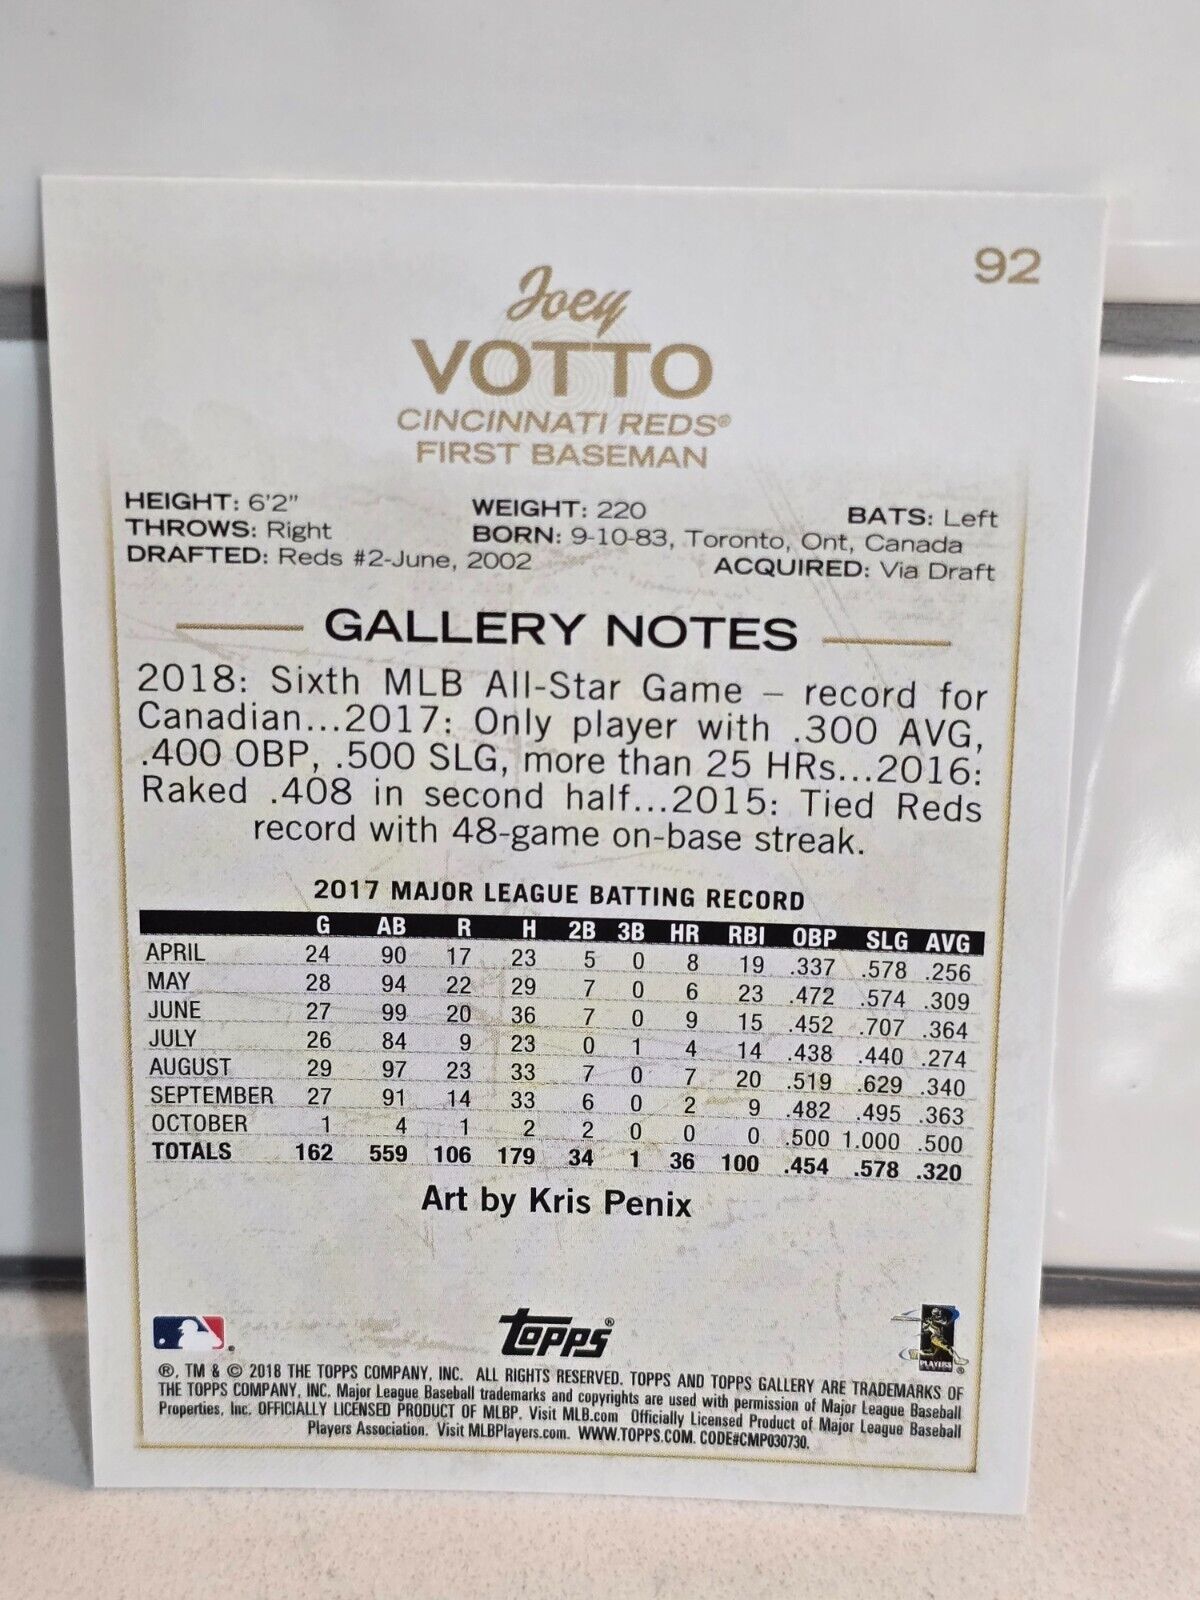 92
Joey
VOTTO
CINCINNATI REDS®
FIRST BASEMAN
HEIGHT: 6'2" WEIGHT: 220 BATS: Left
THROWS: Right BORN: 9-10-83, Toronto, Ont, Canada
DRAFTED: Reds #2-June, 2002 ACQUIRED: Via Draft
GALLERY NOTES
2018: Sixth MLB All-Star Game – record for
Canadian...2017: Only player with .300 AVG,
.400 OBP, .500 SLG, more than 25 HRs...2016:
Raked .408 in second half...2015: Tied Reds
record with 48-game on-base streak.
2017 MAJOR LEAGUE BATTING RECORD
G AB R H 2B 3B HR RBI OBP SLG AVG
APRIL 24 90 17 23 5 0 8 19 .337 .578 .256
MAY 28 94 22 29 7 0 6 23 .472 .574 .309
JUNE 27 99 20 36 7 0 9 15 .452 .707 .364
JULY 26 84 9 23 0 1 4 14 .438 .440 .274
AUGUST 29 97 23 33 7 0 7 20 .519 .629 .340
SEPTEMBER 27 91 14 33 6 0 2 9 .482 .495 .363
OCTOBER 1 4 1 2 2 0 0 0 .500 1.000 .500
TOTALS 162 559 106 179 34 1 36 100 .454 .578 .320
Art by Kris Penix
topps®
PLAYERS
®, TM & © 2018 THE TOPPS COMPANY, INC. ALL RIGHTS RESERVED. TOPPS AND TOPPS GALLERY ARE TRADEMARKS OF
THE TOPPS COMPANY, INC. Major League Baseball trademarks and copyrights are used with permission of Major League Baseball
Properties, Inc. OFFICIALLY LICENSED PRODUCT OF MLBP. Visit MLB.com Officially Licensed Product of Major League Baseball
Players Association. Visit MLBPlayers.com. WWW.TOPPS.COM. CODE#CMP030730.